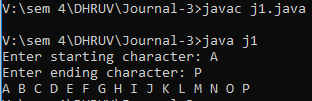 V:\sem 4\DHRUV\Journal-3>javac j1.java
V:\sem 4\DHRUV\Journal-3>java j1
Enter starting character: A
Enter ending character: P
A B C D E F G H I J K L M N O P